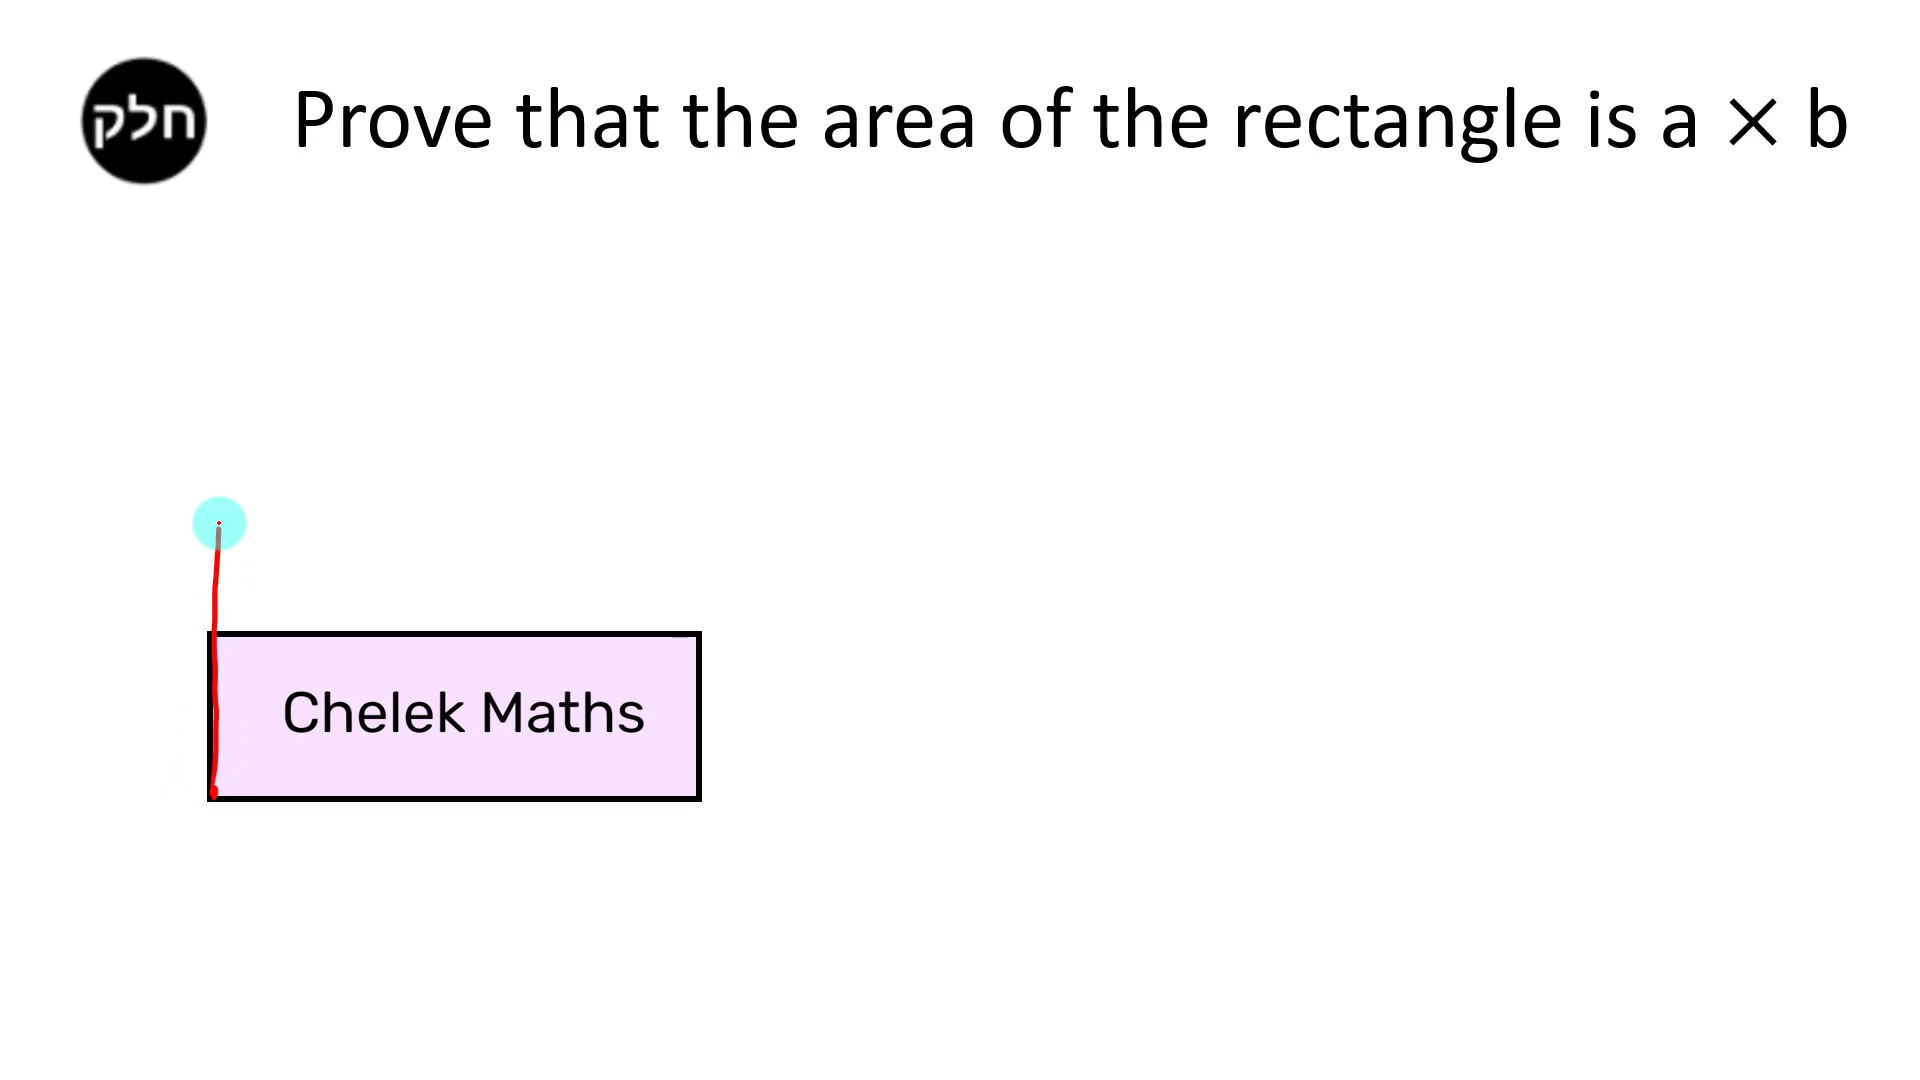 חלק
Prove that the area of the rectangle is a × b
Chelek Maths